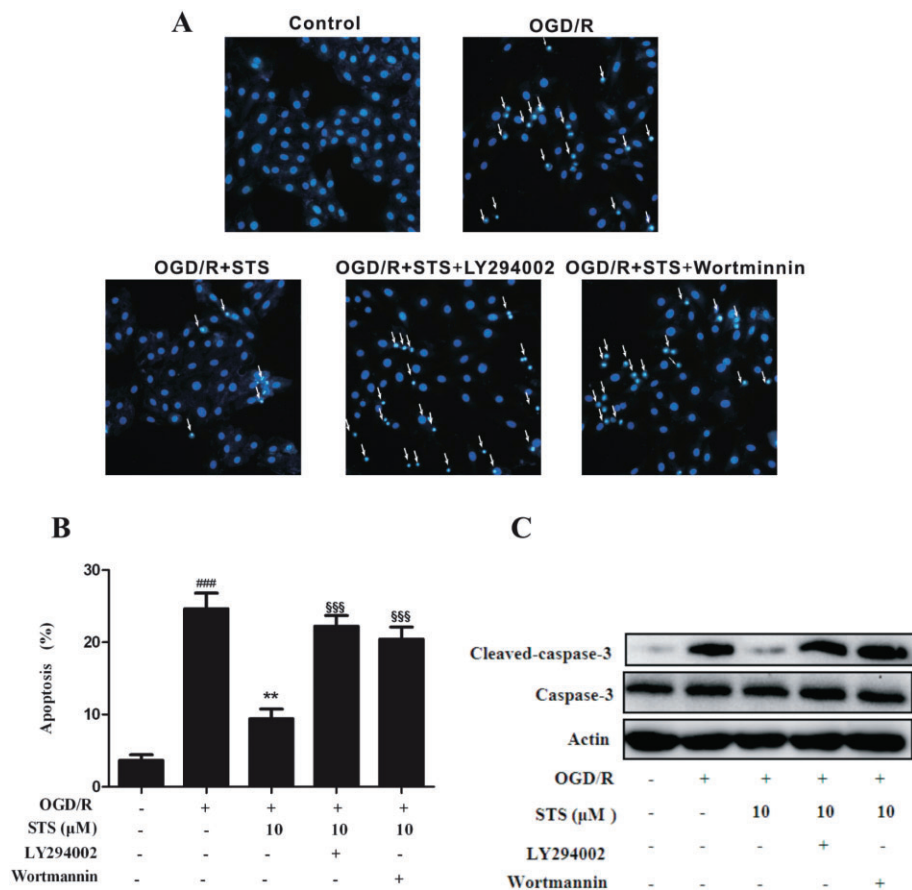 A
Control
OGD/R
OGD/R+STS
OGD/R+STS+LY294002
OGD/R+STS+Wortminnin
B
Apoptosis (%)
30
20
10
0
###
**
§§§
§§§
OGD/R - + + + +
STS (μM) - - 10 10 10
LY294002 - - - + -
Wortmannin - - - - +
C
Cleaved-caspase-3
Caspase-3
Actin
OGD/R - + + + +
STS (μM ) - - 10 10 10
LY294002 - - - + -
Wortmannin - - - - +